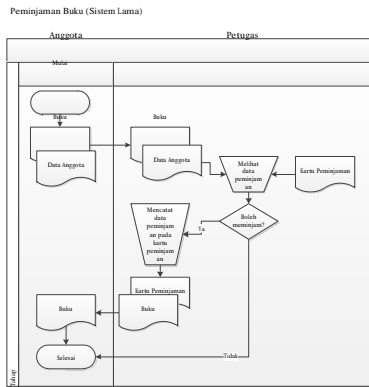 Peminjaman Buku (Sistem Lama)
Anggota
Petugas
Mulai
Buku
Data Anggota
Buku
Data Anggota
Melihat
data
peminjam
an
Kartu Peminjaman
Mencatat
data
peminjam
an pada
kartu
peminjam
an
Boleh
meminjam?
Ya
Kartu Peminjaman
Buku
Buku
Selesai
Tidak
Tahap